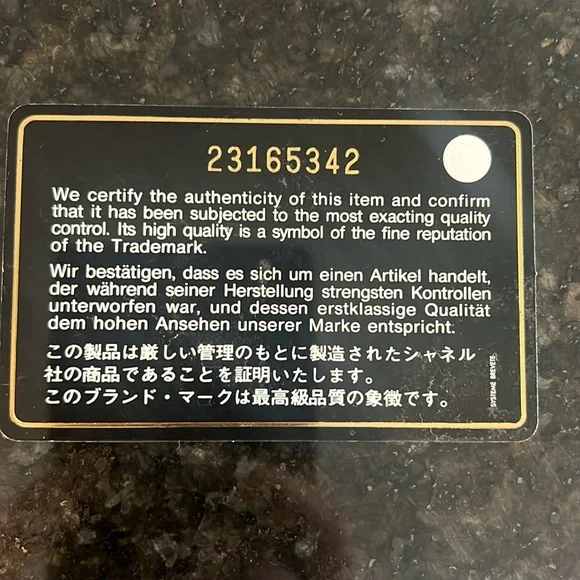 23165342
We certify the authenticity of this item and confirm
that it has been subjected to the most exacting quality
control. Its high quality is a symbol of the fine reputation
of the Trademark.
Wir bestätigen, dass es sich um einen Artikel handelt,
der während seiner Herstellung strengsten Kontrollen
unterworfen war, und dessen erstklassige Qualität
dem hohen Ansehen unserer Marke entspricht.
この製品は厳しい管理のもとに製造されたシャネル
社の商品であることを証明いたします。
このブランド・マークは最高級品質の象徴です。
SYSTEME BREVETE